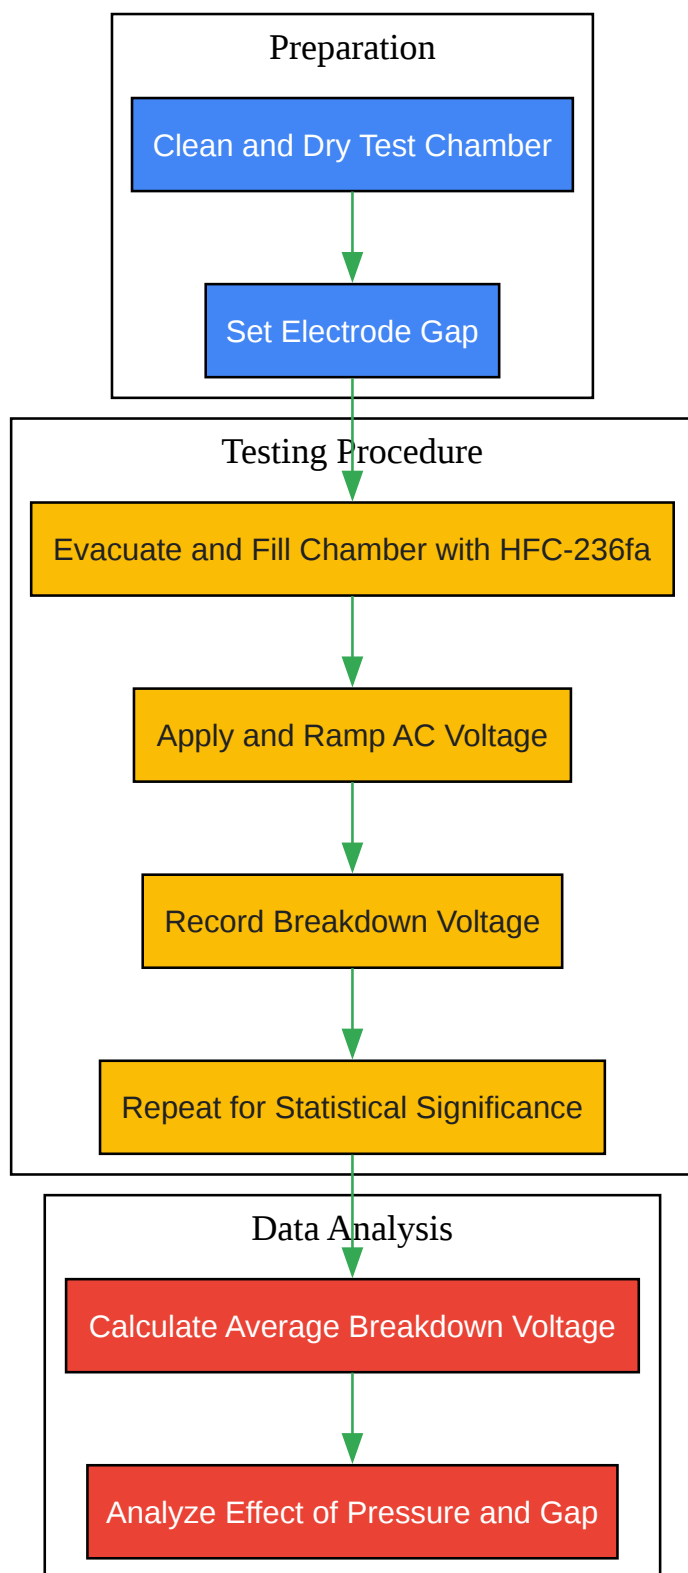 Preparation
Clean and Dry Test Chamber
Set Electrode Gap
Testing Procedure
Evacuate and Fill Chamber with HFC-236fa
Apply and Ramp AC Voltage
Record Breakdown Voltage
Repeat for Statistical Significance
Data Analysis
Calculate Average Breakdown Voltage
Analyze Effect of Pressure and Gap